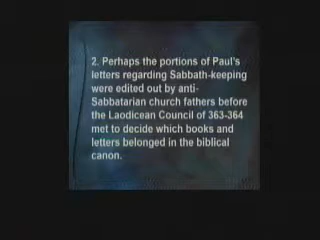 2. Perhaps the portions of Paul's
letters regarding Sabbath-keeping
were edited out by anti-
Sabbatarian church fathers before
the Laodicean Council of 363-364
met to decide which books and
letters belonged in the biblical
canon.